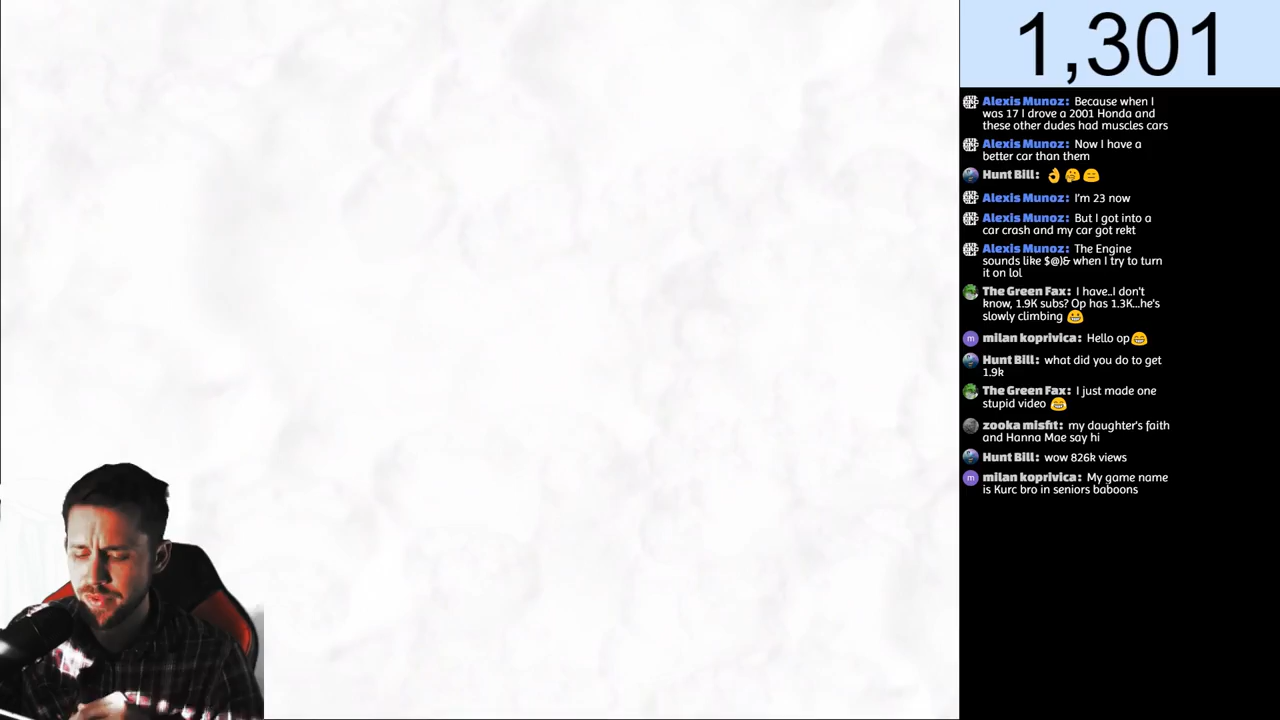 1,301
Alexis Munoz: Because when I
was 17 I drove a 2001 Honda and
these other dudes had muscles cars
Alexis Munoz: Now I have a
better car than them
Hunt Bill: 👌🤔😑
Alexis Munoz: I'm 23 now
Alexis Munoz: But I got into a
car crash and my car got rekt
Alexis Munoz: The Engine
sounds like $@)& when I try to turn
it on lol
The Green Fax: I have..I don't
know, 1.9K subs? Op has 1.3K...he's
slowly climbing 😀
m milan koprivica: Hello op😁
Hunt Bill: what did you do to get
1.9k
The Green Fax: I just made one
stupid video 😁
zooka misfit: my daughter's faith
and Hanna Mae say hi
Hunt Bill: wow 826k views
m milan koprivica: My game name
is Kurc bro in seniors baboons